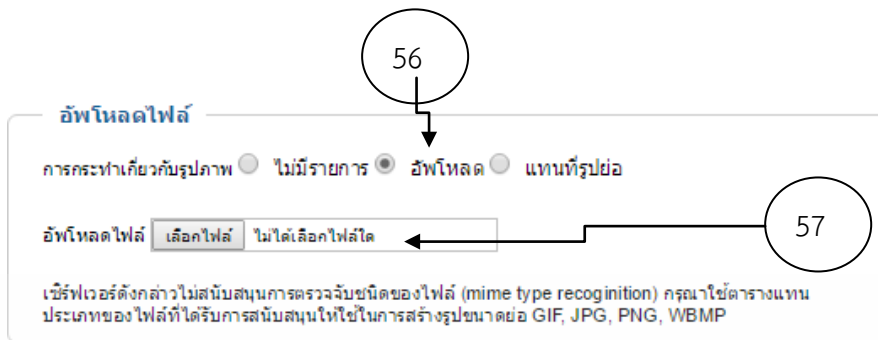 56
อัพโหลดไฟล์
การกระทำเกี่ยวกับรูปภาพ ไม่มีรายการ อัพโหลด แทนที่รูปย่อ
57
อัพโหลดไฟล์ เลือกไฟล์ ไม่ได้เลือกไฟล์ใด
เซิร์ฟเวอร์ดังกล่าวไม่สนับสนุนการตรวจจับชนิดของไฟล์ (mime type recoginition) กรุณาใช้ตารางแทน
ประเภทของไฟล์ที่ได้รับการสนับสนุนให้ใช้ในการสร้างรูปขนาดย่อ GIF, JPG, PNG, WBMP